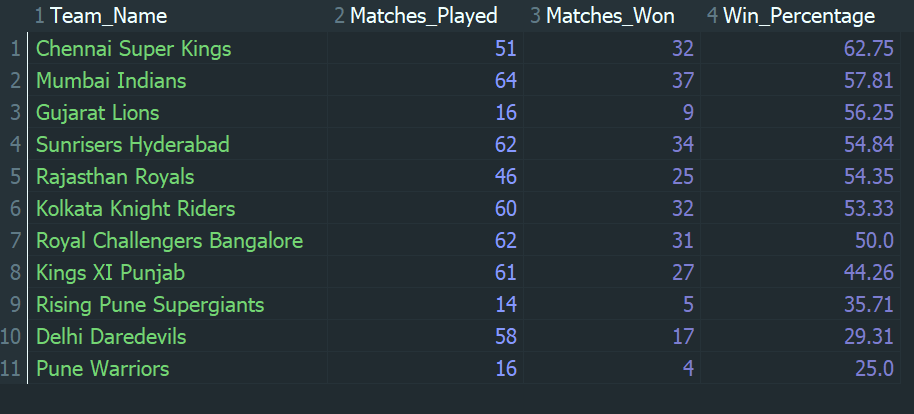 1 Team_Name 2 Matches_Played 3 Matches_Won 4 Win_Percentage
1 Chennai Super Kings 51 32 62.75
2 Mumbai Indians 64 37 57.81
3 Gujarat Lions 16 9 56.25
4 Sunrisers Hyderabad 62 34 54.84
5 Rajasthan Royals 46 25 54.35
6 Kolkata Knight Riders 60 32 53.33
7 Royal Challengers Bangalore 62 31 50.0
8 Kings XI Punjab 61 27 44.26
9 Rising Pune Supergiants 14 5 35.71
10 Delhi Daredevils 58 17 29.31
11 Pune Warriors 16 4 25.0